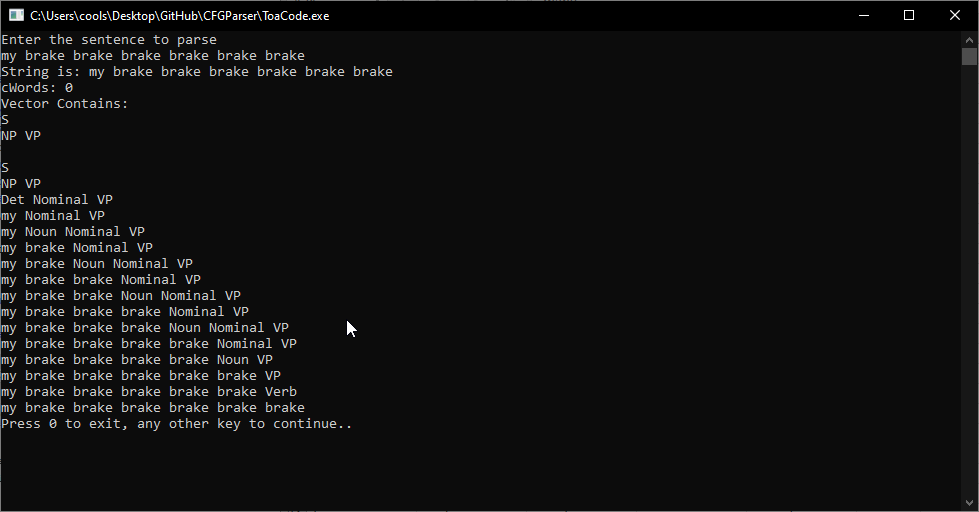 C:\Users\cools\Desktop\GitHub\CFGParser\ToaCode.exe
Enter the sentence to parse
my brake brake brake brake brake brake
String is: my brake brake brake brake brake brake
cWords: 0
Vector Contains:
S
NP VP
S
NP VP
Det Nominal VP
my Nominal VP
my Noun Nominal VP
my brake Nominal VP
my brake Noun Nominal VP
my brake brake Nominal VP
my brake brake Noun Nominal VP
my brake brake brake Nominal VP
my brake brake brake Noun Nominal VP
my brake brake brake brake Nominal VP
my brake brake brake brake Noun VP
my brake brake brake brake brake VP
my brake brake brake brake brake Verb
my brake brake brake brake brake brake
Press 0 to exit, any other key to continue..